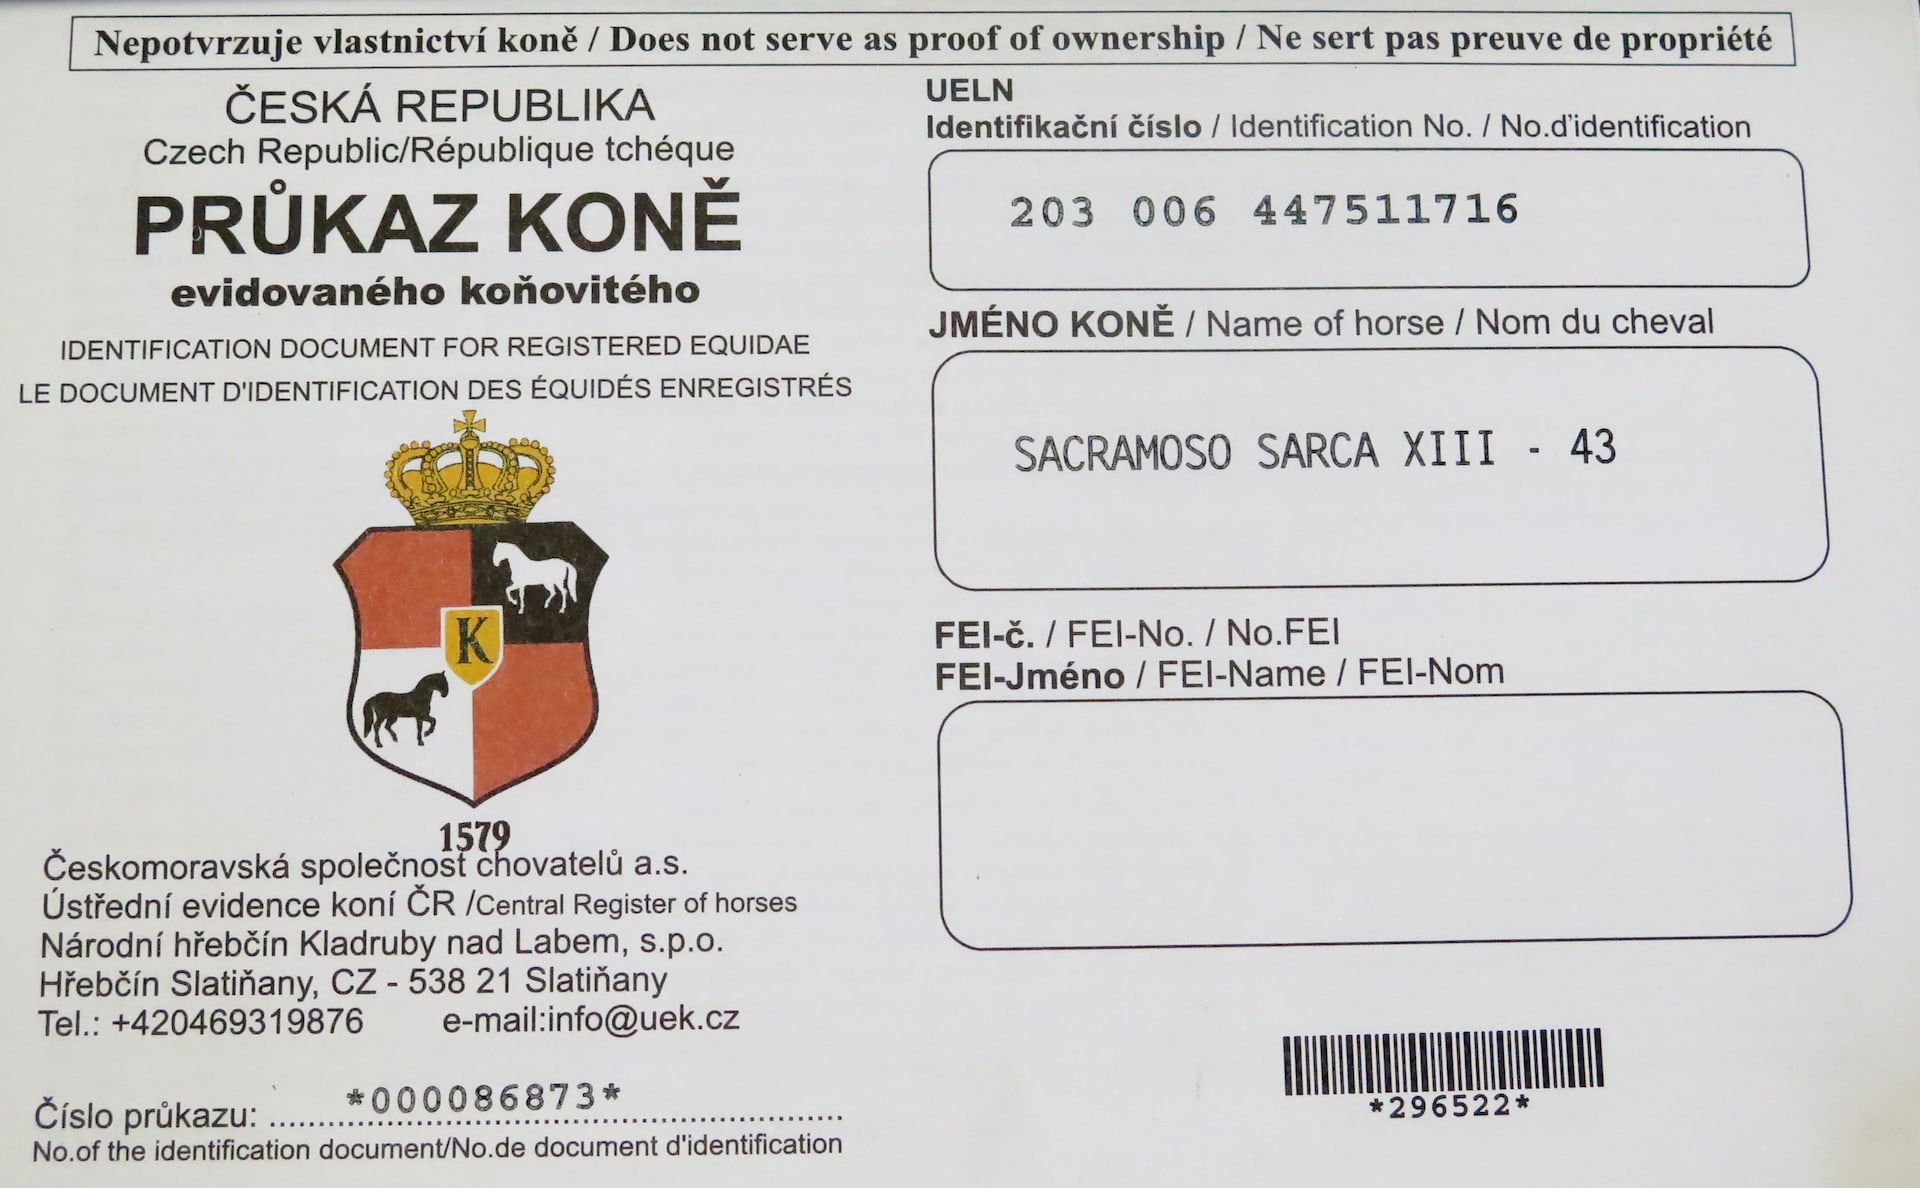 Nepotvrzuje vlastnictví koně / Does not serve as proof of ownership / Ne sert pas preuve de propriété
ČESKÁ REPUBLIKA
Czech Republic/République tchéque
PRŮKAZ KONĚ
evidovaného koňovitého
IDENTIFICATION DOCUMENT FOR REGISTERED EQUIDAE
LE DOCUMENT D'IDENTIFICATION DES ÉQUIDÉS ENREGISTRÉS
K
1579
Českomoravská společnost chovatelů a.s.
Ústřední evidence koní ČR /Central Register of horses
Národní hřebčín Kladruby nad Labem, s.p.o.
Hřebčín Slatiňany, CZ - 538 21 Slatiňany
Tel.: +420469319876 e-mail:info@uek.cz
Číslo průkazu: *000086873*
No.of the identification document/No.de document d'identification
UELN
Identifikační číslo / Identification No. / No.d'identification
203 006 447511716
JMÉNO KONĚ / Name of horse / Nom du cheval
SACRAMOSO SARCA XIII - 43
FEI-č. / FEI-No. / No.FEI
FEI-Jméno / FEI-Name / FEI-Nom
*296522*